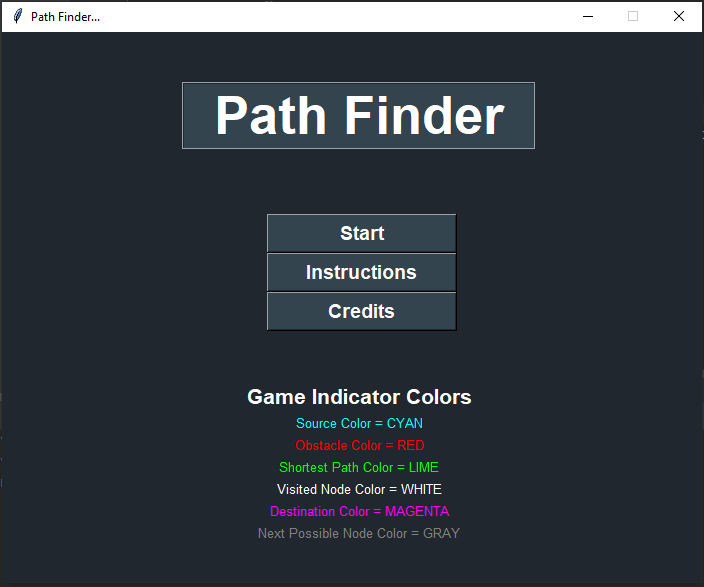 Path Finder...
Path Finder
Start
Instructions
Credits
Game Indicator Colors
Source Color = CYAN
Obstacle Color = RED
Shortest Path Color = LIME
Visited Node Color = WHITE
Destination Color = MAGENTA
Next Possible Node Color = GRAY